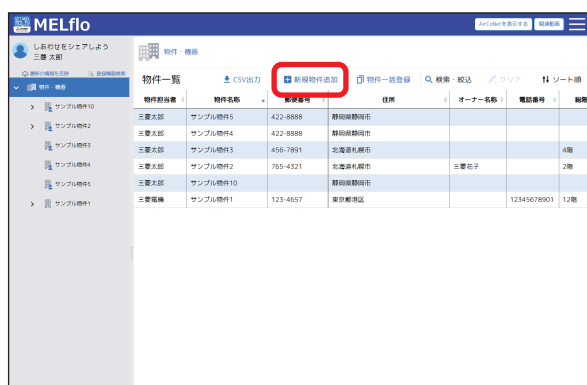 MELflo
AirColletを表示する 関連動画
しあわせをシェアしよう
三菱 太郎
最新の情報を反映 登録機器検索
物件・機器
サンプル物件10
サンプル物件2
サンプル物件3
サンプル物件4
サンプル物件5
サンプル物件1
物件・機器
物件一覧 CSV出力 新規物件追加 物件一括登録 検索・絞込 クリア ソート順
物件担当者 物件名称 郵便番号 住所 オーナー名称 電話番号 総階
三菱太郎 サンプル物件5 422-8888 静岡県静岡市
三菱太郎 サンプル物件4 422-8888 静岡県静岡市
三菱太郎 サンプル物件3 456-7891 北海道札幌市 4階
三菱太郎 サンプル物件2 765-4321 北海道札幌市 三菱花子 2階
三菱太郎 サンプル物件10 静岡県静岡市
三菱電機 サンプル物件1 123-4657 東京都港区 12345678901 12階